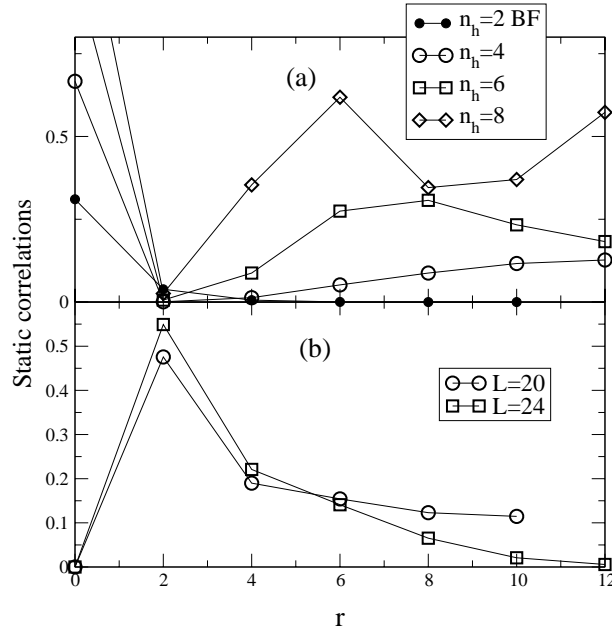 n_h=2 BF
n_h=4
n_h=6
n_h=8
(a)
0.5
0
Static correlations
(b)
L=20
L=24
0.5
0.4
0.3
0.2
0.1
0
0 2 4 6 8 10 12
r